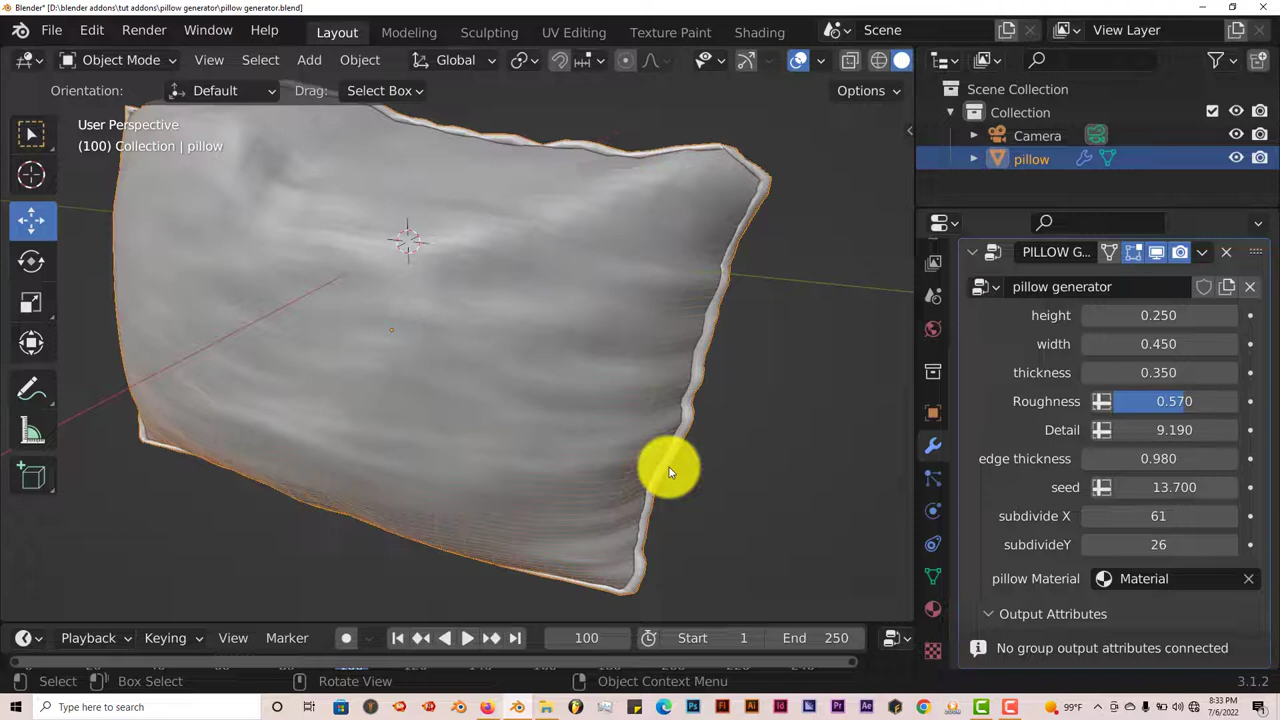 Blender* [D:\blender addons\tut addons\pillow generator\pillow generator.blend]
File Edit Render Window Help Layout Modeling Sculpting UV Editing Texture Paint Shading Scene View Layer
Object Mode View Select Add Object Global
Orientation: Default Drag: Select Box Options
User Perspective
(100) Collection | pillow
Scene Collection
Collection
Camera
pillow
PILLOW G...
pillow generator
height 0.250
width 0.450
thickness 0.350
Roughness 0.570
Detail 9.190
edge thickness 0.980
seed 13.700
subdivide X 61
subdivideY 26
pillow Material Material
Output Attributes
No group output attributes connected
Playback Keying View Marker 100 Start 1 End 250
Select Box Select Rotate View Object Context Menu 3.1.2
Type here to search 99°F 8:33 PM
7/6/2022